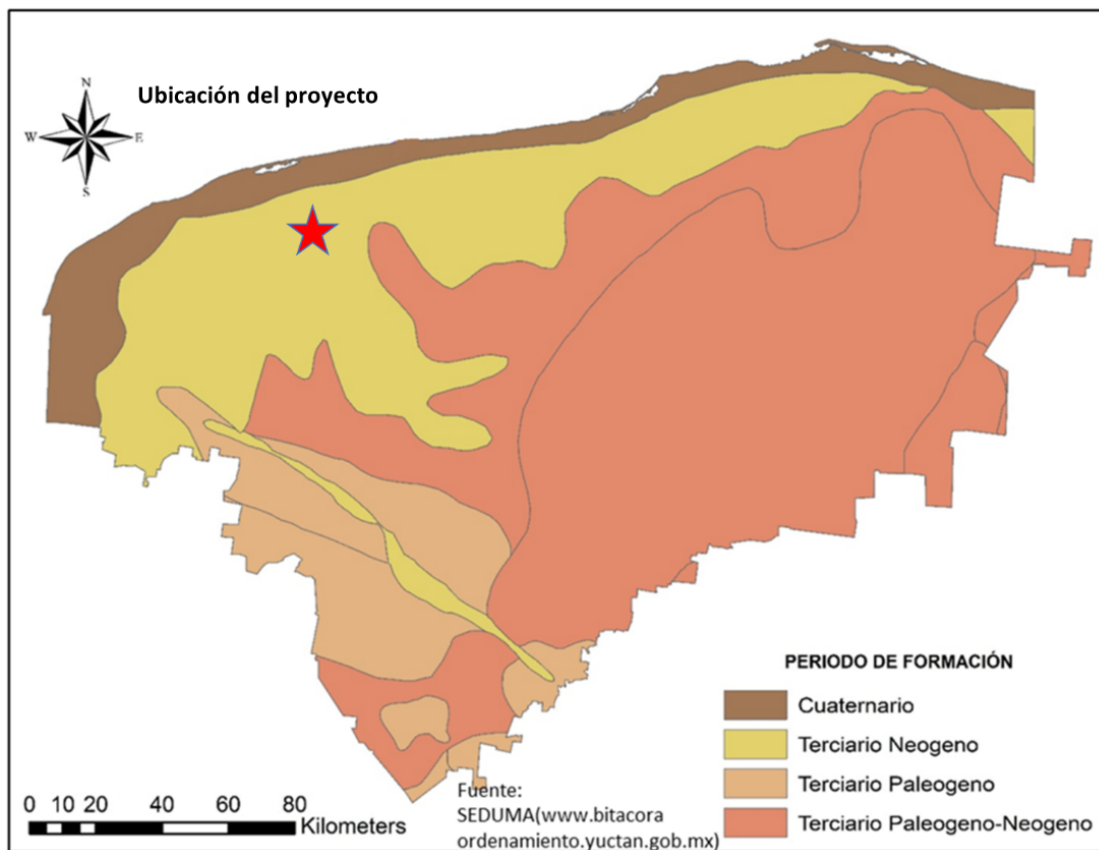 Ubicación del proyecto
N
W E
S
PERIODO DE FORMACIÓN
Cuaternario
Terciario Neogeno
Terciario Paleogeno
Terciario Paleogeno-Neogeno
0 10 20 40 60 80
Kilometers
Fuente:
SEDUMA(www.bitacora
ordenamiento.yuctan.gob.mx)